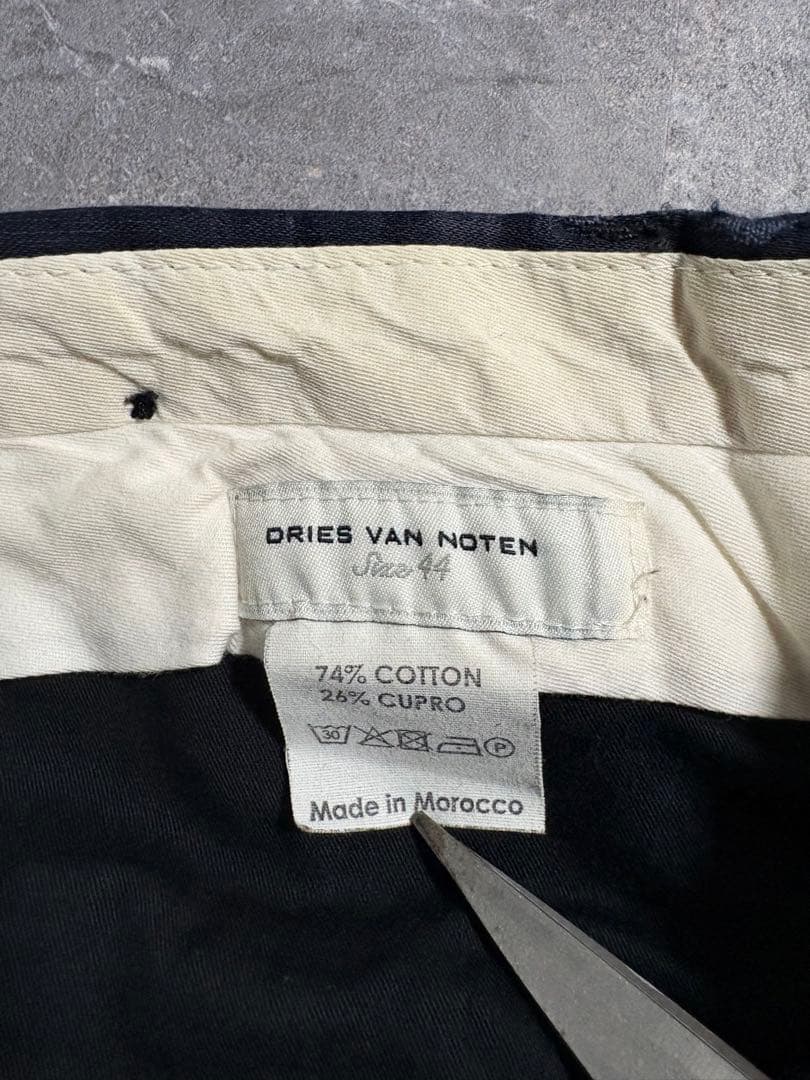 DRIES VAN NOTEN
Size 44
74% COTTON
26% CUPRO
30 P
Made in Morocco